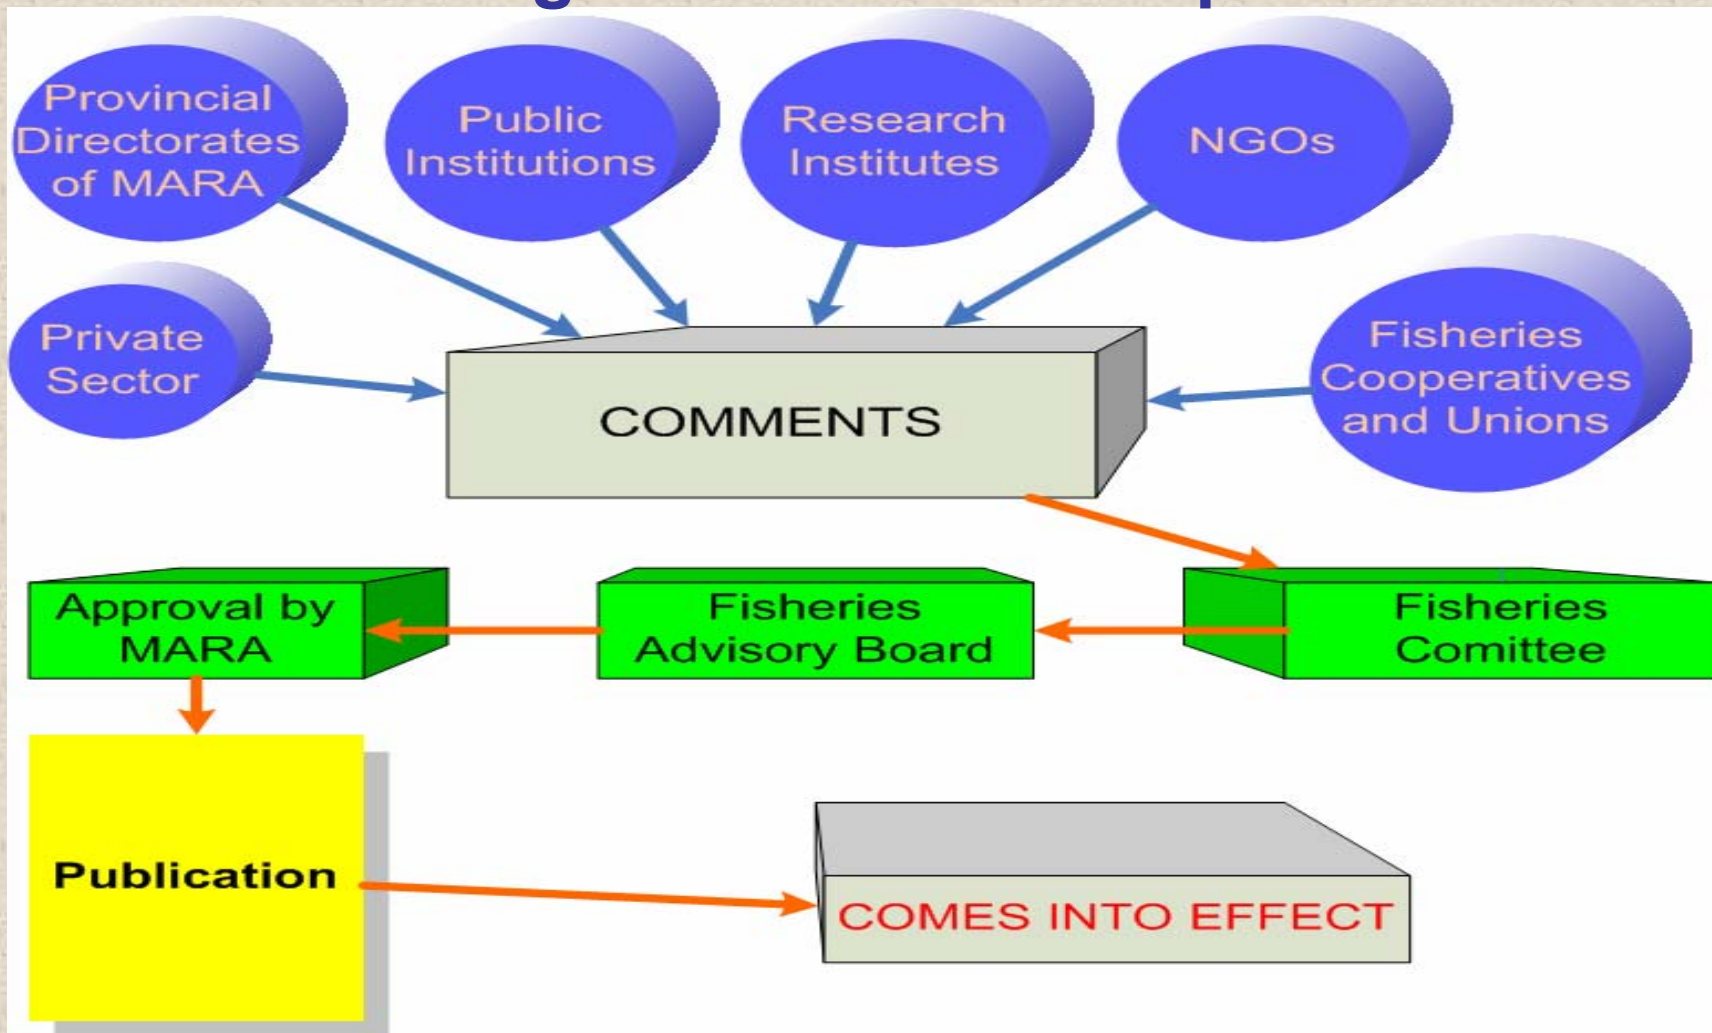 Provincial
Directorates
of MARA
Public
Institutions
Research
Institutes
NGOs
Private
Sector
Fisheries
Cooperatives
and Unions
COMMENTS
Approval by
MARA
Fisheries
Advisory Board
Fisheries
Comittee
Publication
COMES INTO EFFECT